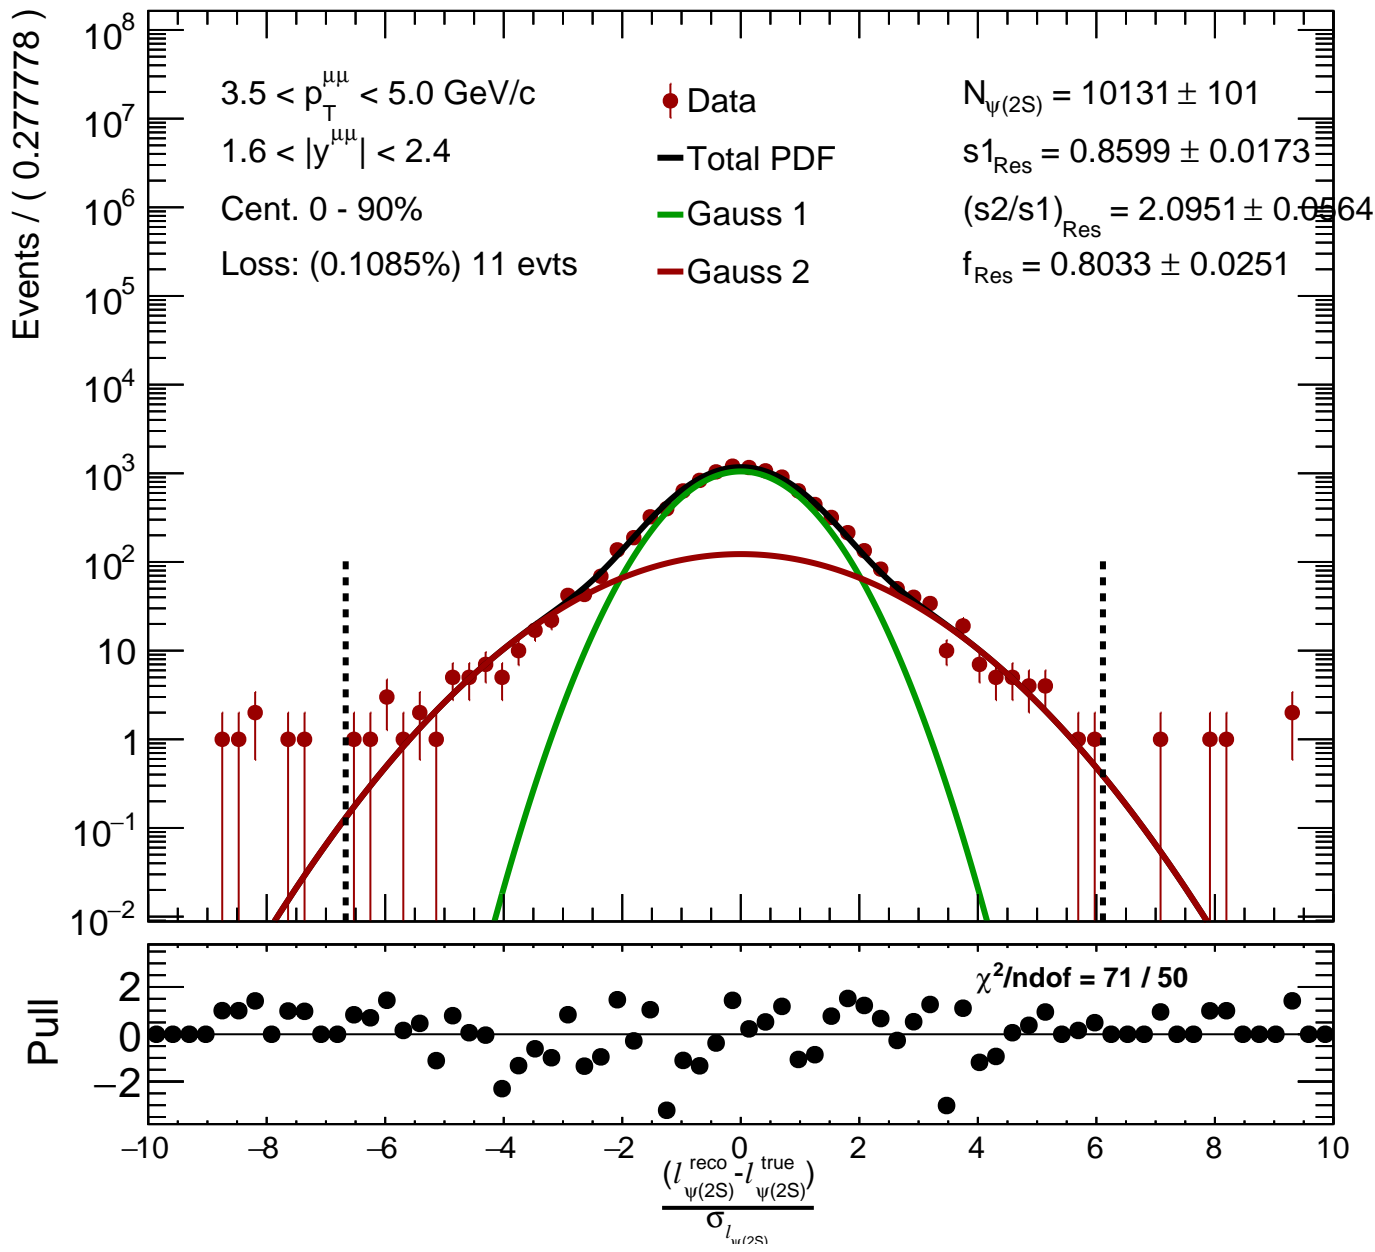 Events / ( 0.2777778 )
10^8
10^7
10^6
10^5
10^4
10^3
10^2
10
1
10^−1
10^−2
3.5 < p_T^μμ < 5.0 GeV/c
1.6 < |y^μμ| < 2.4
Cent. 0 - 90%
Loss: (0.1085%) 11 evts
Data
Total PDF
Gauss 1
Gauss 2
N_ψ(2S) = 10131 ± 101
s1_Res = 0.8599 ± 0.0173
(s2/s1)_Res = 2.0951 ± 0.0564
f_Res = 0.8033 ± 0.0251
Pull
2
0
−2
χ²/ndof = 71 / 50
−10 −8 −6 −4 −2 0 2 4 6 8 10
(l_ψ(2S)^reco - l_ψ(2S)^true)
σ_l_ψ(2S)